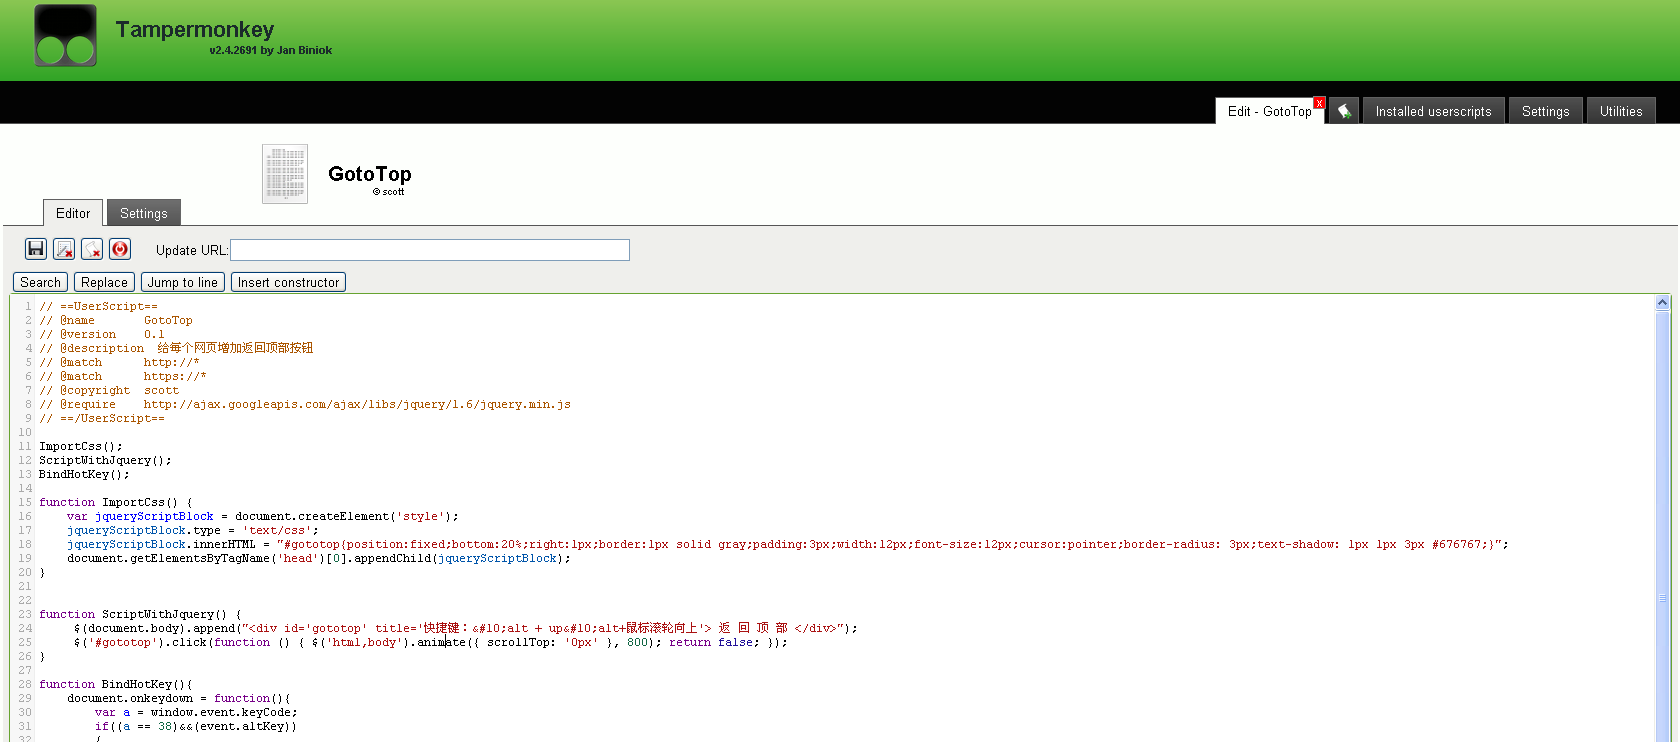 Tampermonkey
v2.4.2691 by Jan Biniok
Edit - GotoTop x Installed userscripts Settings Utilities
GotoTop
© scott
Editor Settings
Update URL:
Search Replace Jump to line Insert constructor
1 // ==UserScript==
2 // @name       GotoTop
3 // @version    0.1
4 // @description  给每个网页增加返回顶部按钮
5 // @match      http://*
6 // @match      https://*
7 // @copyright  scott
8 // @require    http://ajax.googleapis.com/ajax/libs/jquery/1.6/jquery.min.js
9 // ==/UserScript==
10
11 ImportCss();
12 ScriptWithJquery();
13 BindHotKey();
14
15 function ImportCss() {
16     var jqueryScriptBlock = document.createElement('style');
17     jqueryScriptBlock.type = 'text/css';
18     jqueryScriptBlock.innerHTML = "#gototop{position:fixed;bottom:20%;right:1px;border:1px solid gray;padding:3px;width:12px;font-size:12px;cursor:pointer;border-radius: 3px;text-shadow: 1px 1px 3px #676767;}";
19     document.getElementsByTagName('head')[0].appendChild(jqueryScriptBlock);
20 }
21
22
23 function ScriptWithJquery() {
24      $(document.body).append("<div id='gototop' title='快捷键：&#10;alt + up&#10;alt+鼠标滚轮向上'> 返 回 顶 部 </div>");
25      $('#gototop').click(function () { $('html,body').animate({ scrollTop: '0px' }, 800); return false; });
26 }
27
28 function BindHotKey(){
29     document.onkeydown = function(){
30         var a = window.event.keyCode;
31         if((a == 38)&&(event.altKey))
32         {